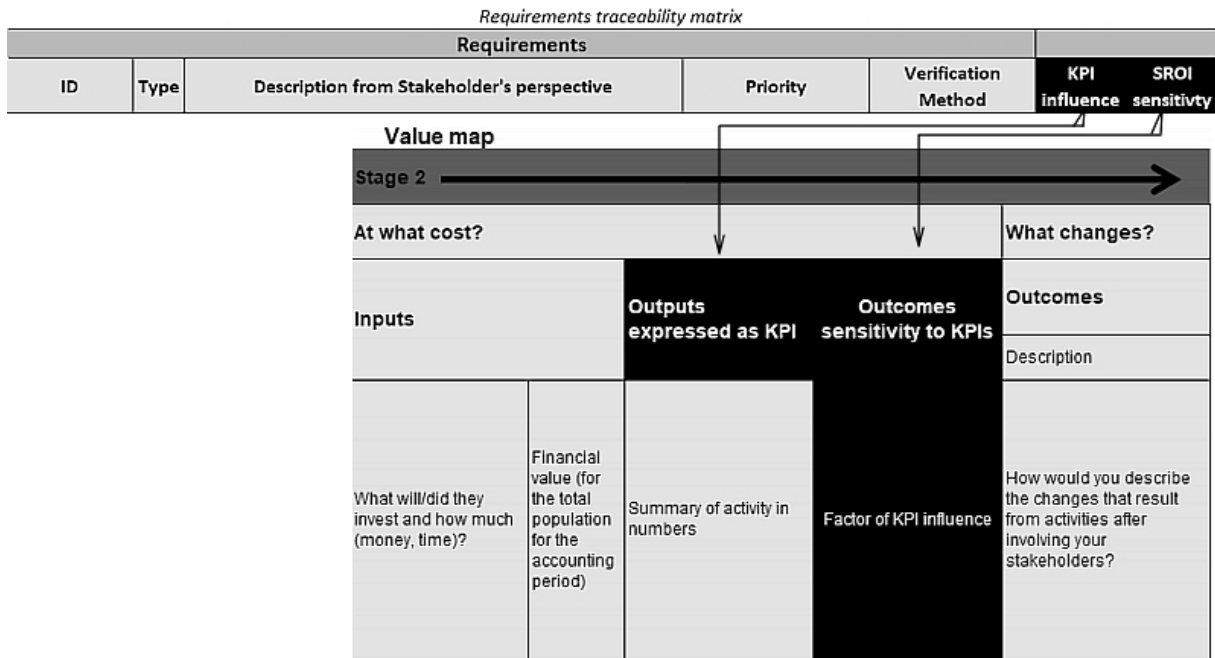 Requirements traceability matrix
Requirements
ID
Type
Description from Stakeholder's perspective
Priority
Verification
Method
KPI
influence
SROI
sensitivty
Value map
Stage 2
At what cost?
What changes?
Inputs
Outputs
expressed as KPI
Outcomes
sensitivity to KPIs
Outcomes
Description
What will/did they
invest and how much
(money, time)?
Financial
value (for
the total
population
for the
accounting
period)
Summary of activity in
numbers
Factor of KPI influence
How would you describe
the changes that result
from activities after
involving your
stakeholders?